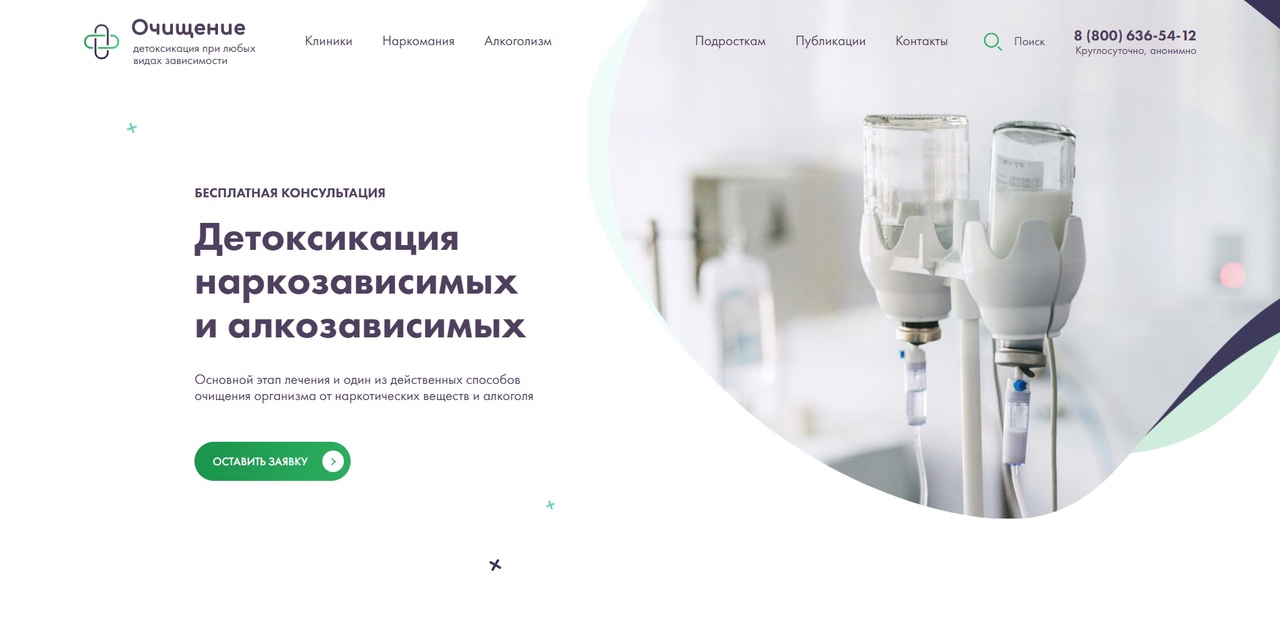 Очищение
детоксикация при любых
видах зависимости
Клиники
Наркомания
Алкоголизм
Подросткам
Публикации
Контакты
Поиск
8 (800) 636-54-12
Круглосуточно, анонимно
БЕСПЛАТНАЯ КОНСУЛЬТАЦИЯ
Детоксикация
наркозависимых
и алкозависимых
Основной этап лечения и один из действенных способов
очищения организма от наркотических веществ и алкоголя
ОСТАВИТЬ ЗАЯВКУ